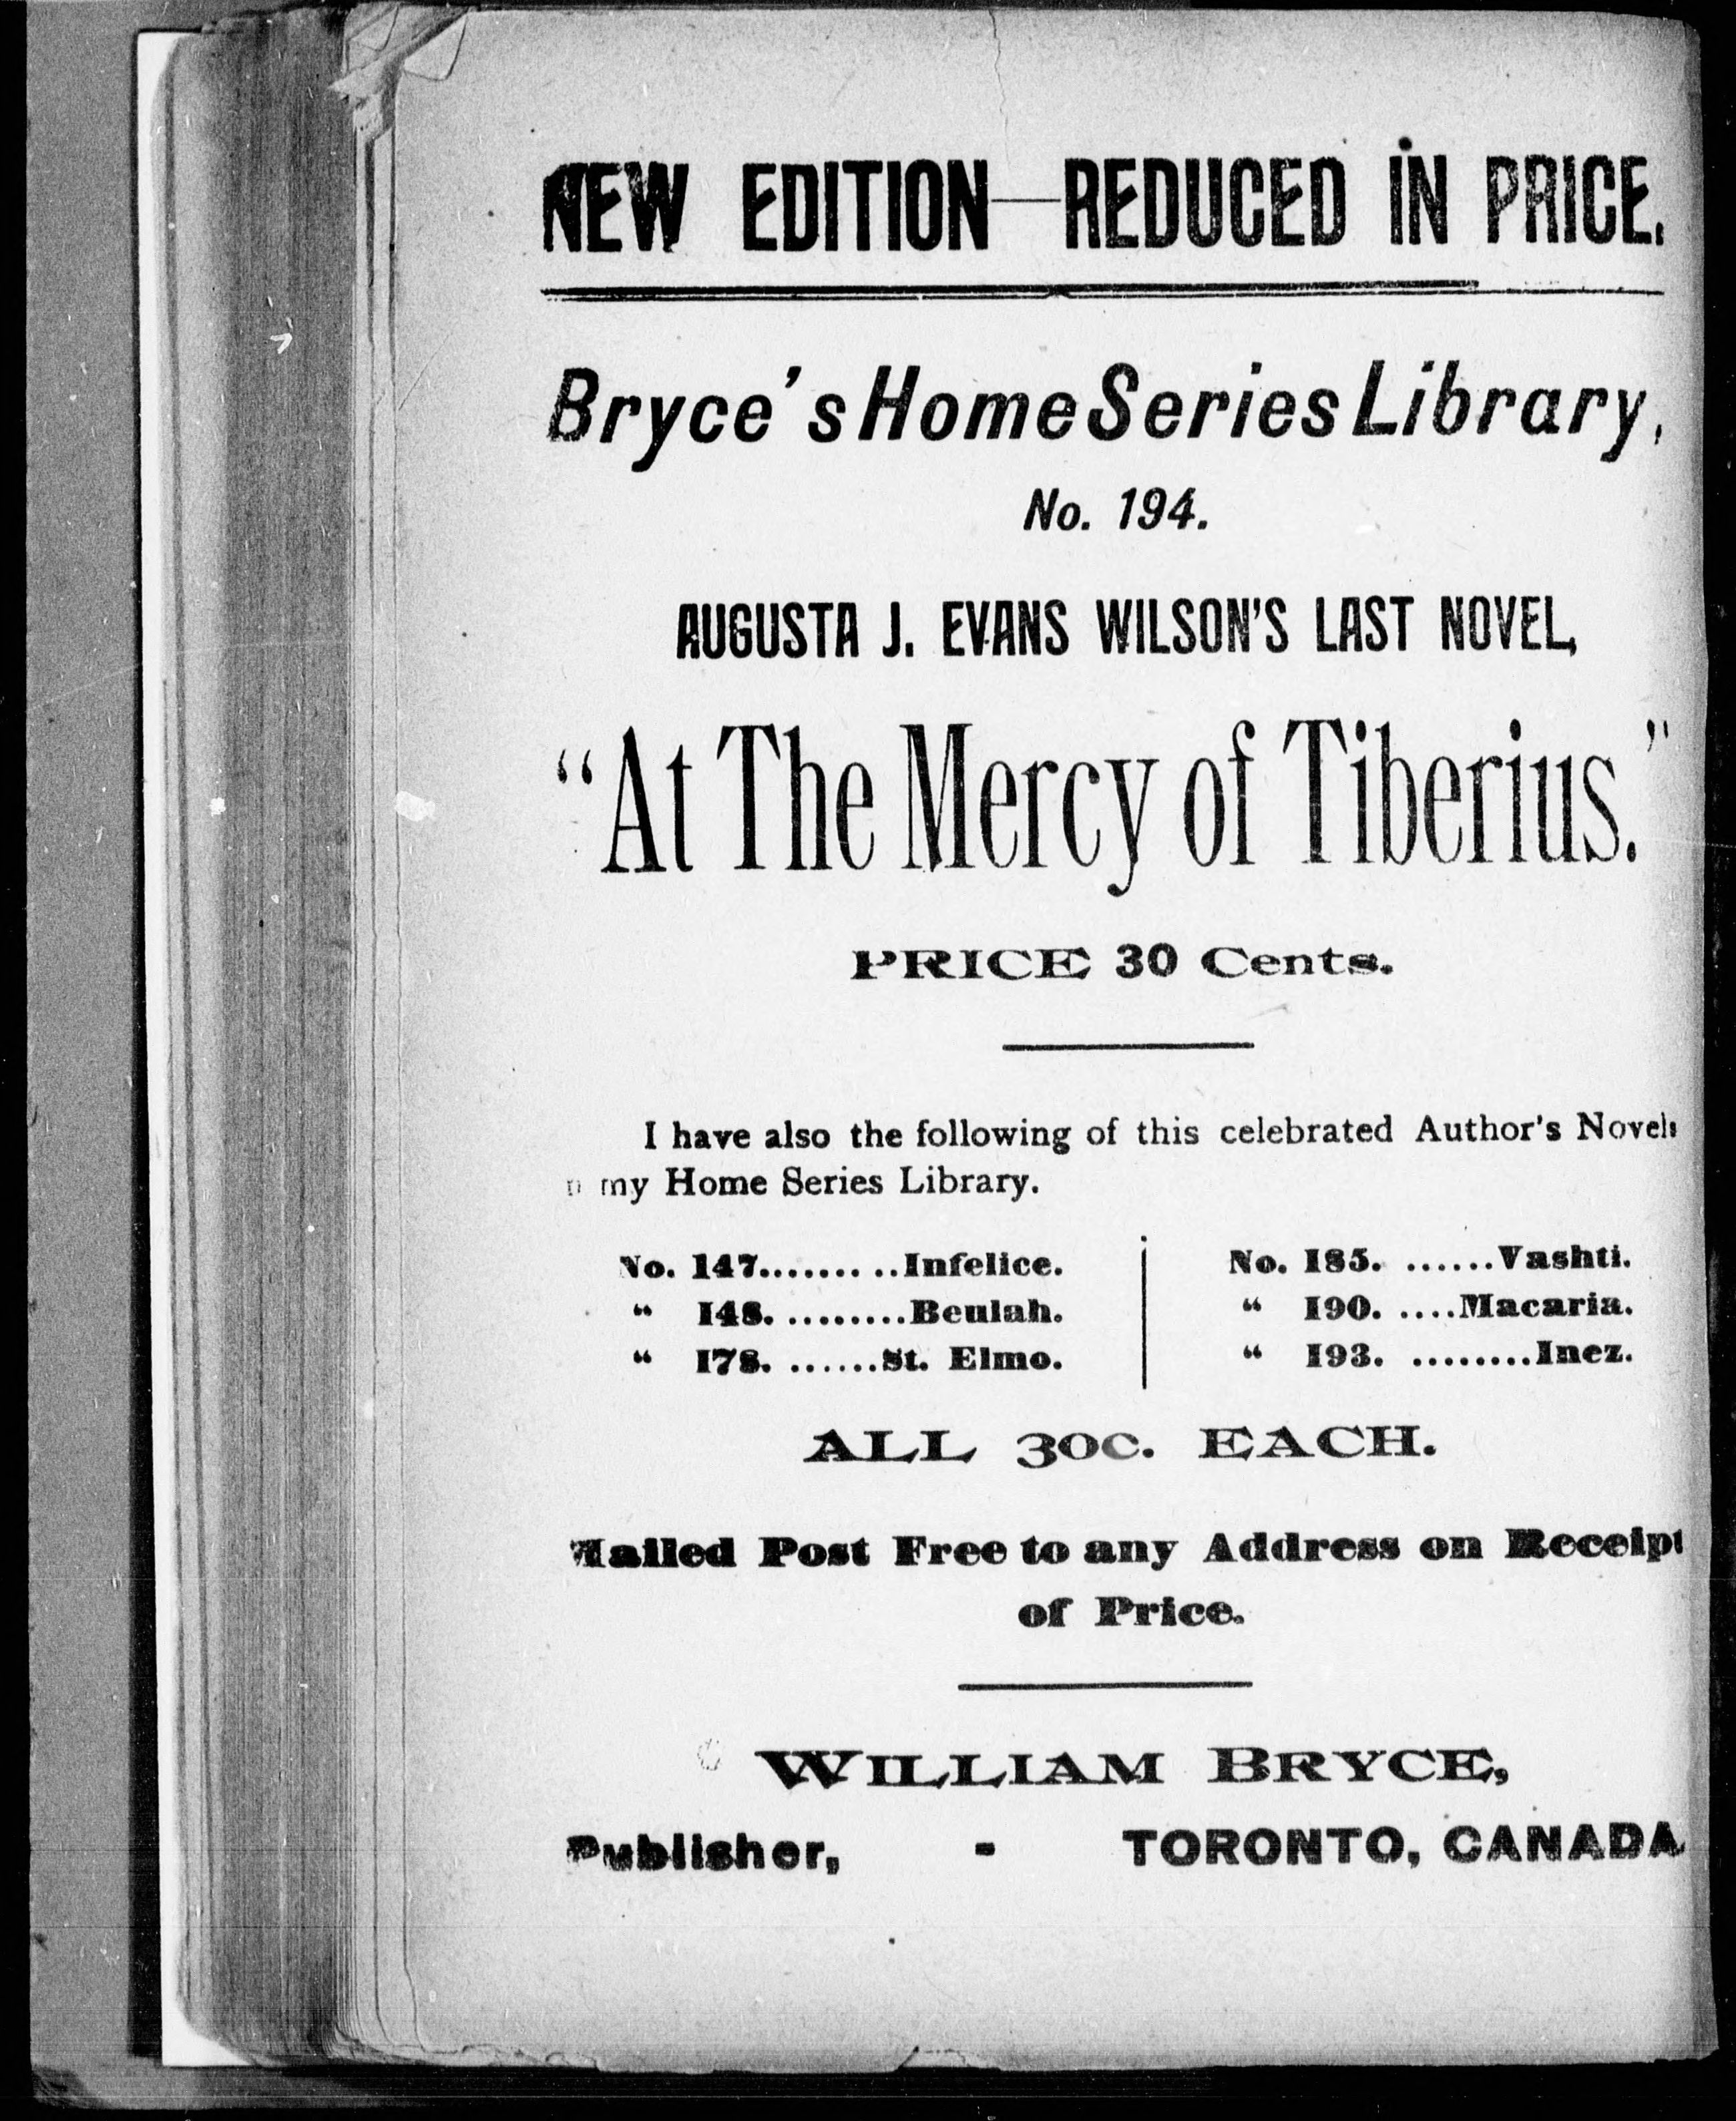 NEW EDITION—REDUCED IN PRICE.
Bryce's Home Series Library,
No. 194.
AUGUSTA J. EVANS WILSON'S LAST NOVEL,
"At The Mercy of Tiberius."
PRICE 30 Cents.
I have also the following of this celebrated Author's Novels
n my Home Series Library.
No. 147.......... Infelice.
" 148. .........Beulah.
" 178. ......St. Elmo.
No. 185. ......Vashti.
" 190. ....Macaria.
" 193. .........Inez.
ALL 30C. EACH.
Mailed Post Free to any Address on Receipt
of Price.
WILLIAM BRYCE,
Publisher, - TORONTO, CANADA